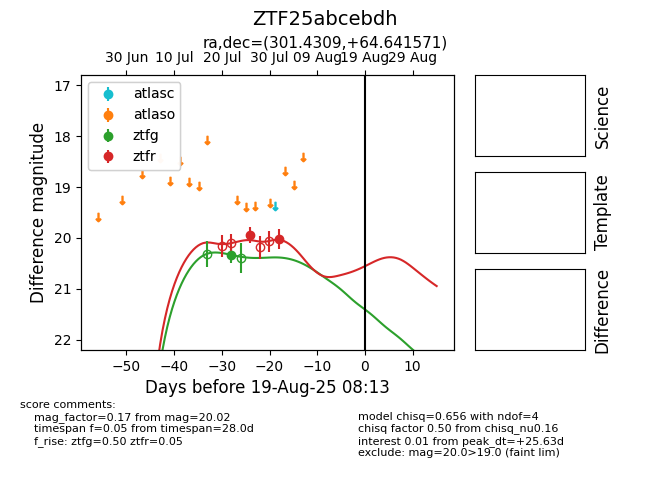 ZTF25abcebdh
ra,dec=(301.4309,+64.641571)
30 Jun 10 Jul 20 Jul 30 Jul 09 Aug 19 Aug 29 Aug
17
18
19
20
21
22
Difference magnitude
atlasc
atlaso
ztfg
ztfr
−50 −40 −30 −20 −10 0 10
Days before 19-Aug-25 08:13
Science
Template
Difference
score comments:
mag_factor=0.17 from mag=20.02
timespan f=0.05 from timespan=28.0d
f_rise: ztfg=0.50 ztfr=0.05
model chisq=0.656 with ndof=4
chisq factor 0.50 from chisq_nu0.16
interest 0.01 from peak_dt=+25.63d
exclude: mag=20.0>19.0 (faint lim)